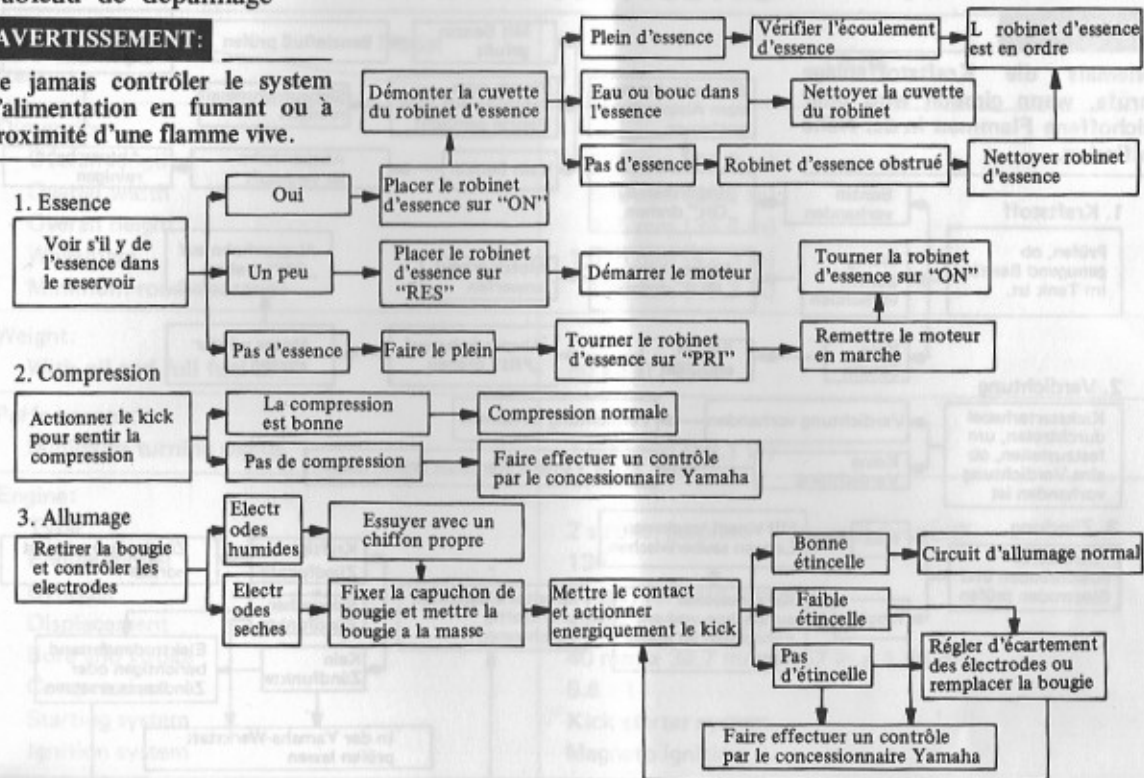 ableau de dépannage
AVERTISSEMENT:
e jamais contrôler le system
'alimentation en fumant ou à
roximité d'une flamme vive.
Démonter la cuvette
du robinet d'essence
Plein d'essence
Vérifier l'écoulement
d'essence
L robinet d'essence
est en ordre
Eau ou bouc dans
l'essence
Nettoyer la cuvette
du robinet
Pas d'essence
Robinet d'essence obstrué
Nettoyer robinet
d'essence
1. Essence
Voir s'il y de
l'essence dans
le reservoir
Oui
Placer le robinet
d'essence sur "ON"
Un peu
Placer le robinet
d'essence sur
"RES"
Démarrer le moteur
Tourner la robinet
d'essence sur "ON"
Pas d'essence
Faire le plein
Tourner le robinet
d'essence sur "PRI"
Remettre le moteur
en marche
2. Compression
Actionner le kick
pour sentir la
compression
La compression
est bonne
Compression normale
Pas de compression
Faire effectuer un contrôle
par le concessionnaire Yamaha
3. Allumage
Retirer la bougie
et contrôler les
electrodes
Electr
odes
humides
Essuyer avec un
chiffon propre
Electr
odes
seches
Fixer la capuchon de
bougie et mettre la
bougie a la masse
Mettre le contact
et actionner
energiquement le kick
Bonne
étincelle
Circuit d'allumage normal
Faible
étincelle
Pas
d'étincelle
Régler d'écartement
des électrodes ou
remplacer la bougie
Faire effectuer un contrôle
par le concessionnaire Yamaha